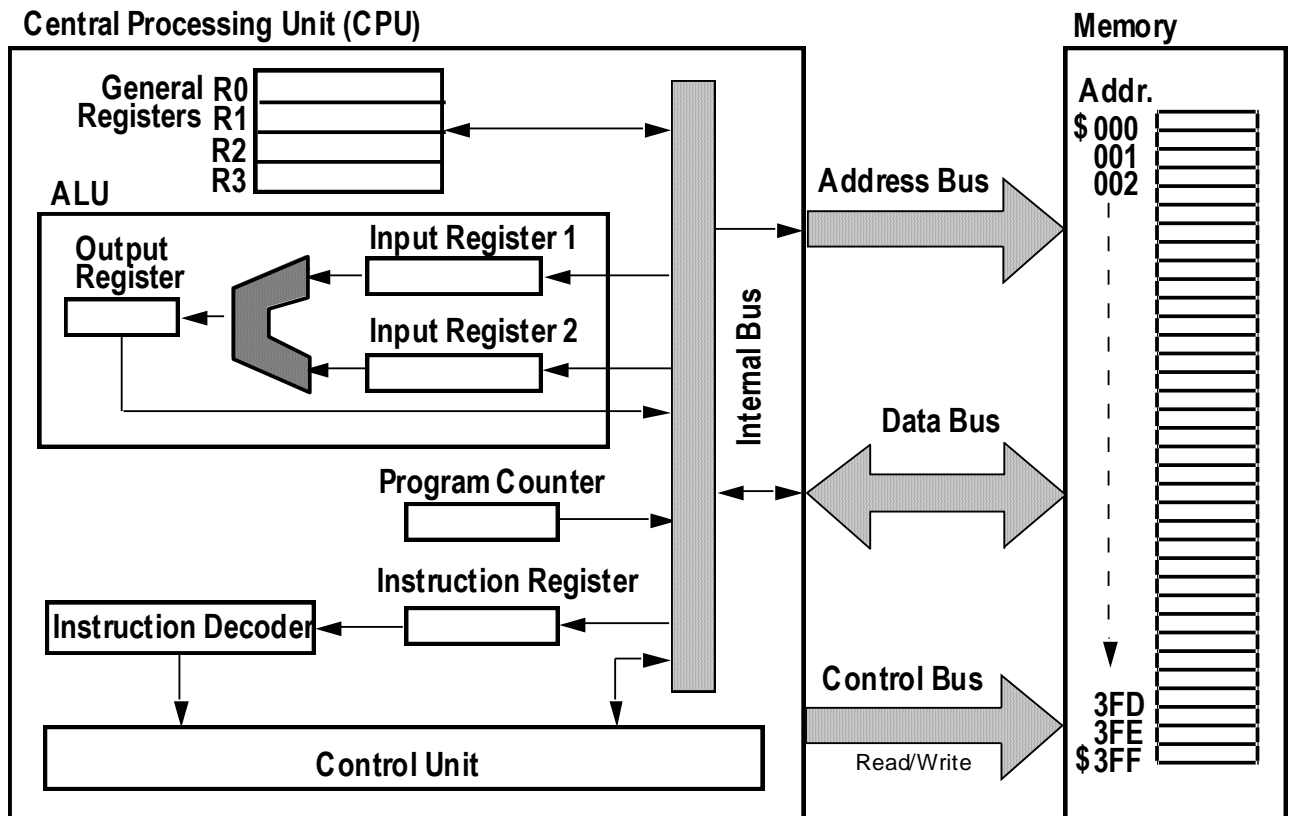 Central Processing Unit (CPU)
Memory
General
Registers
R0
R1
R2
R3
Addr.
$ 000
001
002
ALU
Address Bus
Output
Register
Input Register 1
Input Register 2
Internal Bus
Data Bus
Program Counter
Instruction Register
Instruction Decoder
Control Bus
Read/Write
3FD
3FE
$ 3FF
Control Unit